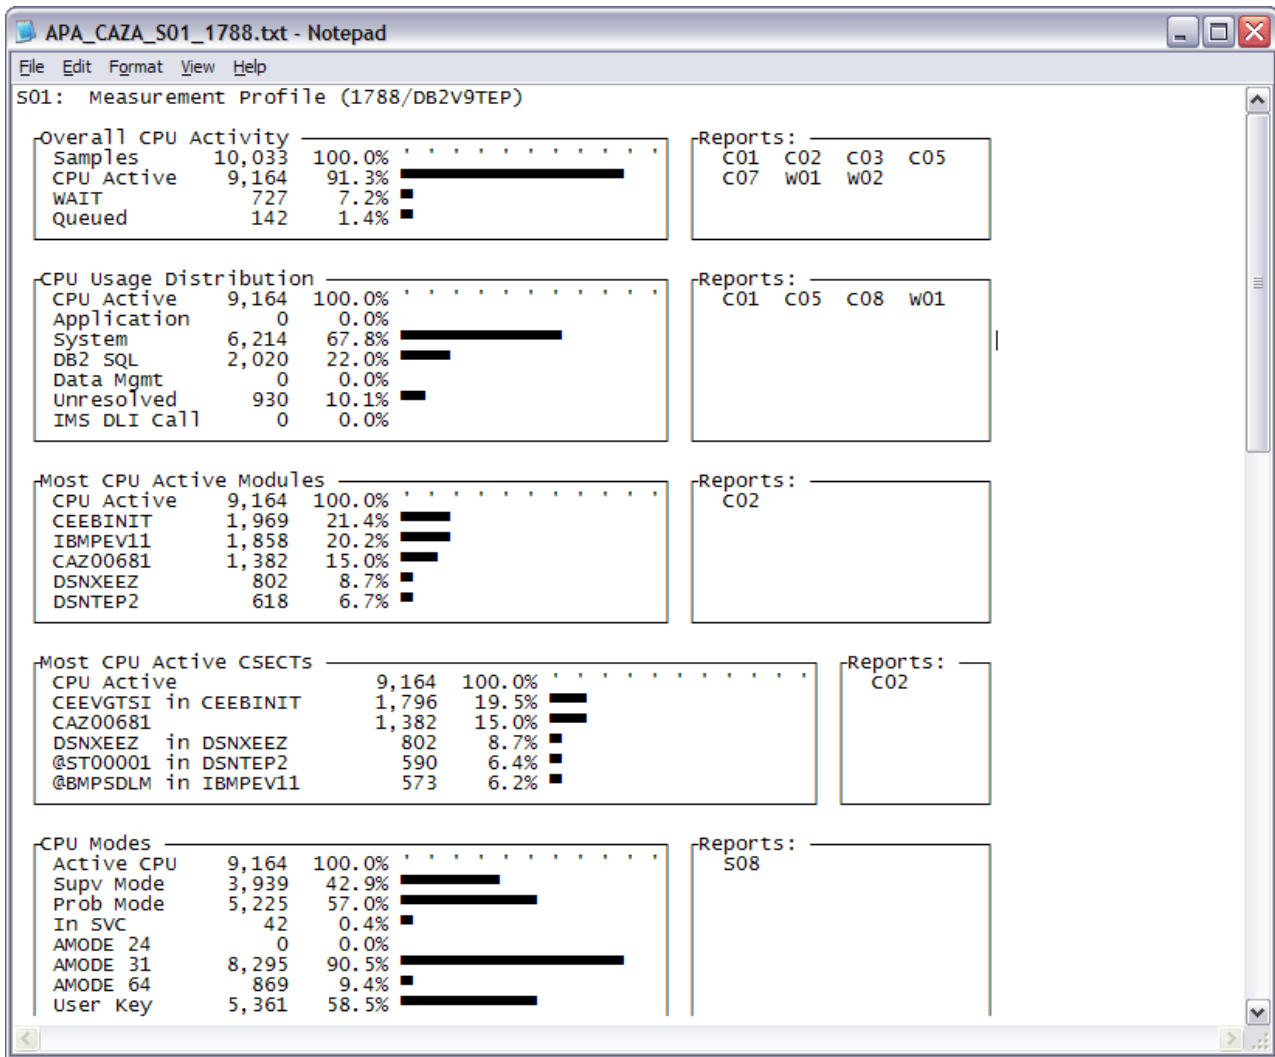 APA_CAZA_S01_1788.txt - Notepad
File Edit Format View Help
S01: Measurement Profile (1788/DB2V9TEP)
Overall CPU Activity
Samples 10,033 100.0%
CPU Active 9,164 91.3%
WAIT 727 7.2%
Queued 142 1.4%
Reports:
C01 C02 C03 C05
C07 W01 W02
CPU Usage Distribution
CPU Active 9,164 100.0%
Application 0 0.0%
System 6,214 67.8%
DB2 SQL 2,020 22.0%
Data Mgmt 0 0.0%
Unresolved 930 10.1%
IMS DLI Call 0 0.0%
Reports:
C01 C05 C08 W01
Most CPU Active Modules
CPU Active 9,164 100.0%
CEEBINIT 1,969 21.4%
IBMPEV11 1,858 20.2%
CAZ00681 1,382 15.0%
DSNXEEZ 802 8.7%
DSNTEP2 618 6.7%
Reports:
C02
Most CPU Active CSECTs
CPU Active 9,164 100.0%
CEEVGTSI in CEEBINIT 1,796 19.5%
CAZ00681 1,382 15.0%
DSNXEEZ in DSNXEEZ 802 8.7%
@ST00001 in DSNTEP2 590 6.4%
@BMPSDLM in IBMPEV11 573 6.2%
Reports:
C02
CPU Modes
Active CPU 9,164 100.0%
Supv Mode 3,939 42.9%
Prob Mode 5,225 57.0%
In SVC 42 0.4%
AMODE 24 0 0.0%
AMODE 31 8,295 90.5%
AMODE 64 869 9.4%
User Key 5,361 58.5%
Reports:
S08